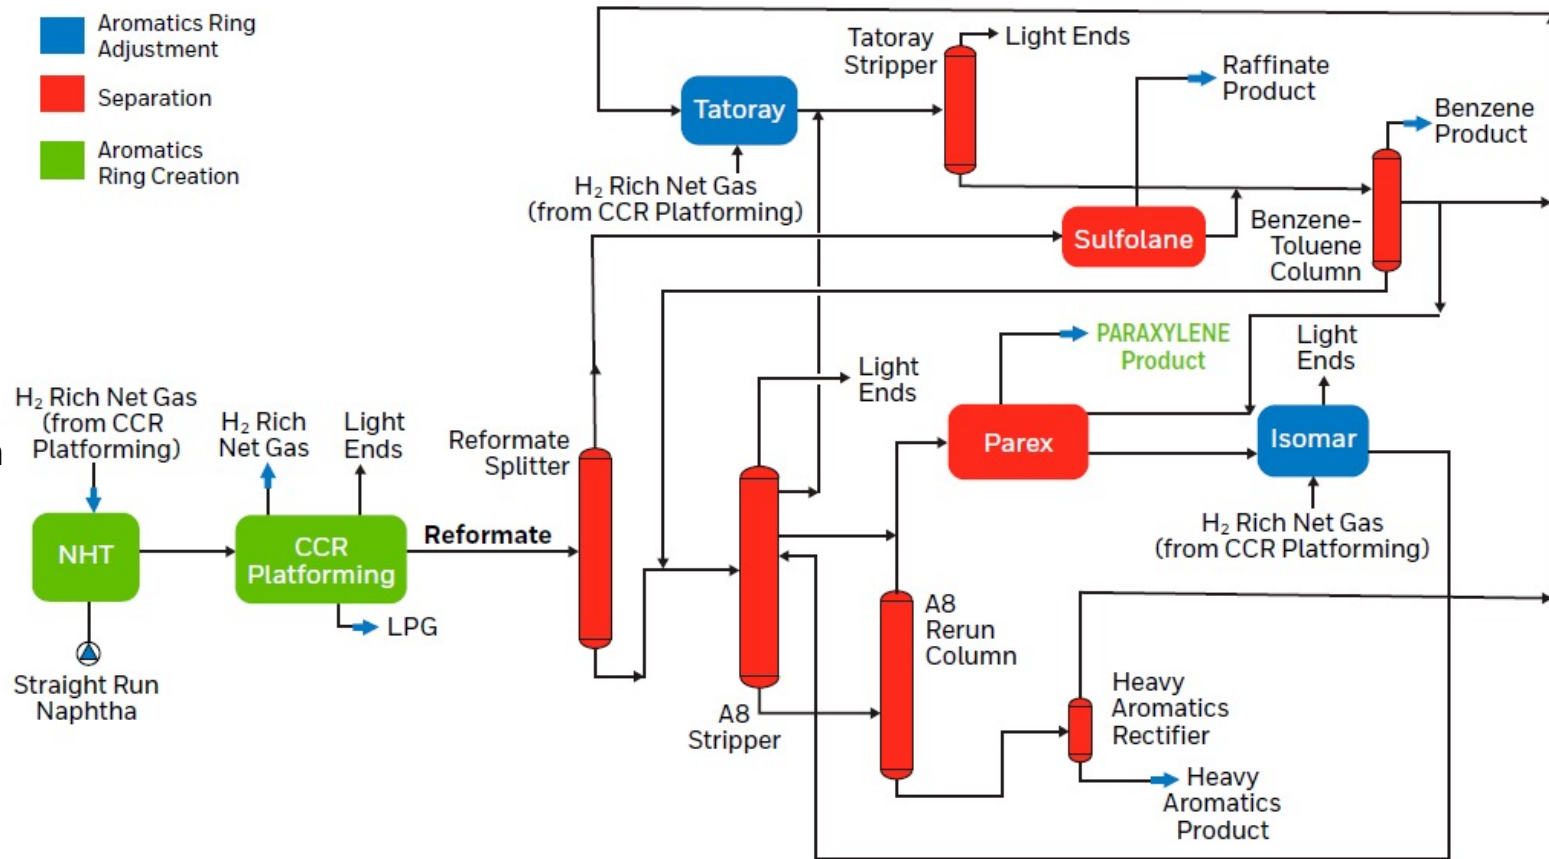 Aromatics Ring
Adjustment
Separation
Aromatics
Ring Creation
Tatoray
Stripper
Light Ends
Raffinate
Product
Benzene
Product
Tatoray
H₂ Rich Net Gas
(from CCR Platforming)
Sulfolane
Benzene-
Toluene
Column
PARAXYLENE
Product
Light
Ends
Light
Ends
H₂ Rich Net Gas
(from CCR
Platforming)
H₂ Rich
Net Gas
Light
Ends
Reformate
Splitter
Parex
Isomar
NHT
CCR
Platforming
Reformate
H₂ Rich Net Gas
(from CCR Platforming)
LPG
A8
Rerun
Column
Straight Run
Naphtha
A8
Stripper
Heavy
Aromatics
Rectifier
Heavy
Aromatics
Product